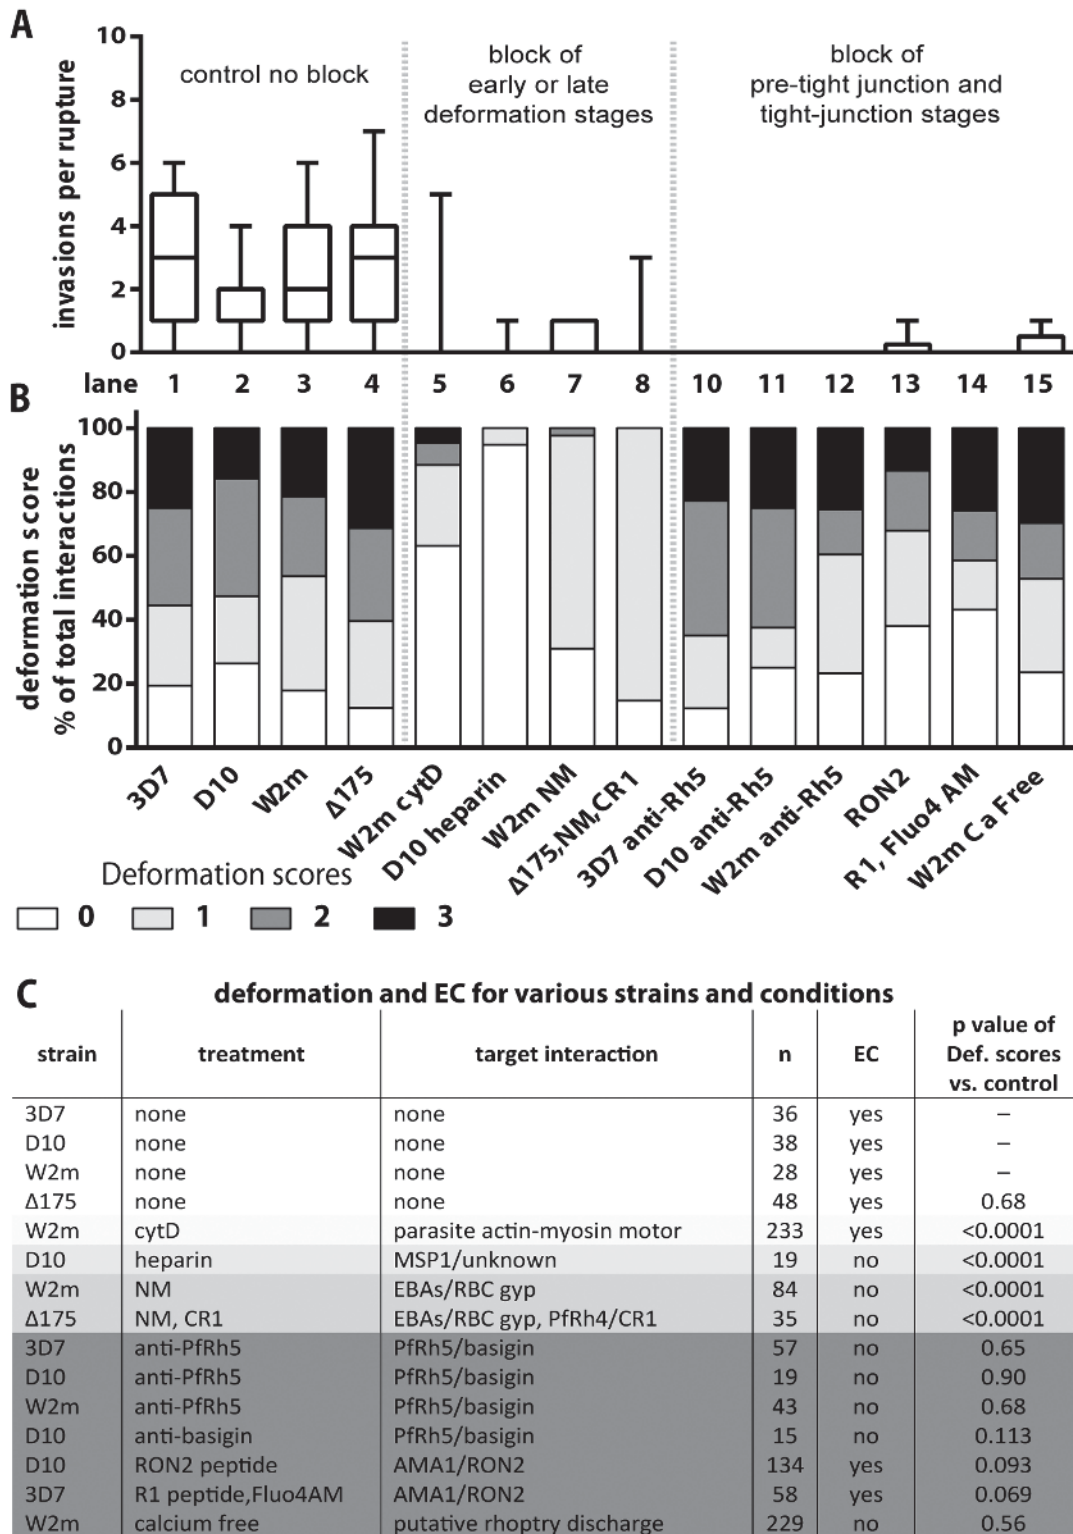 A
invasions per rupture
10
8
6
4
2
0
control no block
block of
early or late
deformation stages
block of
pre-tight junction and
tight-junction stages
lane 1 2 3 4 5 6 7 8 10 11 12 13 14 15
B
deformation score
% of total interactions
100
80
60
40
20
0
3D7
D10
W2m
Δ175
W2m cytD
D10 heparin
W2m NM
Δ175,NM,CR1
3D7 anti-Rh5
D10 anti-Rh5
W2m anti-Rh5
RON2
R1, Fluo4 AM
W2m Ca Free
Deformation scores
0 1 2 3
C deformation and EC for various strains and conditions
strain treatment target interaction n EC p value of Def. scores vs. control
3D7 none none 36 yes –
D10 none none 38 yes –
W2m none none 28 yes –
Δ175 none none 48 yes 0.68
W2m cytD parasite actin-myosin motor 233 yes <0.0001
D10 heparin MSP1/unknown 19 no <0.0001
W2m NM EBAs/RBC gyp 84 no <0.0001
Δ175 NM, CR1 EBAs/RBC gyp, PfRh4/CR1 35 no <0.0001
3D7 anti-PfRh5 PfRh5/basigin 57 no 0.65
D10 anti-PfRh5 PfRh5/basigin 19 no 0.90
W2m anti-PfRh5 PfRh5/basigin 43 no 0.68
D10 anti-basigin PfRh5/basigin 15 no 0.113
D10 RON2 peptide AMA1/RON2 134 yes 0.093
3D7 R1 peptide,Fluo4AM AMA1/RON2 58 yes 0.069
W2m calcium free putative rhoptry discharge 229 no 0.56